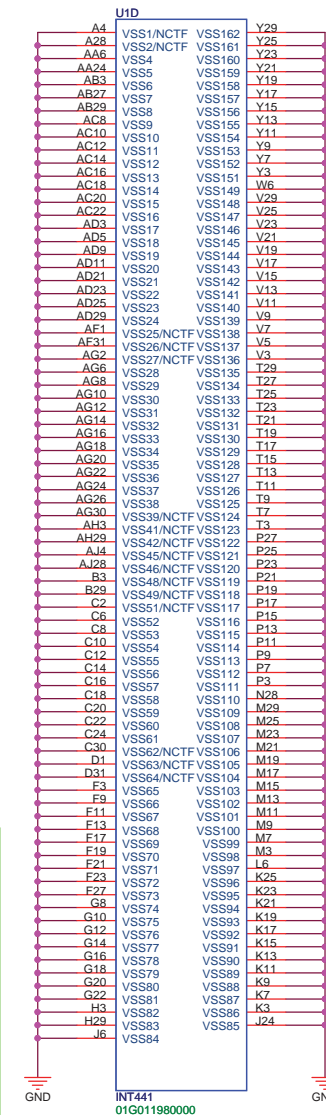 U1D
A4 VSS1/NCTF VSS162 Y29
A28 VSS2/NCTF VSS161 Y25
AA6 VSS4 VSS160 Y23
AA24 VSS5 VSS159 Y21
AB3 VSS6 VSS158 Y19
AB27 VSS7 VSS157 Y17
AB29 VSS8 VSS156 Y15
AC8 VSS9 VSS155 Y13
AC10 VSS10 VSS154 Y11
AC12 VSS11 VSS153 Y9
AC14 VSS12 VSS152 Y7
AC16 VSS13 VSS151 Y3
AC18 VSS14 VSS149 W6
AC20 VSS15 VSS148 V29
AC22 VSS16 VSS147 V25
AD3 VSS17 VSS146 V23
AD5 VSS18 VSS145 V21
AD9 VSS19 VSS144 V19
AD11 VSS20 VSS143 V17
AD21 VSS21 VSS142 V15
AD23 VSS22 VSS141 V13
AD25 VSS23 VSS140 V11
AD29 VSS24 VSS139 V9
AF1 VSS25/NCTF VSS138 V7
AF31 VSS26/NCTF VSS137 V5
AG2 VSS27/NCTF VSS136 V3
AG6 VSS28 VSS135 T29
AG8 VSS29 VSS134 T27
AG10 VSS30 VSS133 T25
AG12 VSS31 VSS132 T23
AG14 VSS32 VSS131 T21
AG16 VSS33 VSS130 T19
AG18 VSS34 VSS129 T17
AG20 VSS35 VSS128 T15
AG22 VSS36 VSS127 T13
AG24 VSS37 VSS126 T11
AG26 VSS38 VSS125 T9
AG30 VSS39/NCTF VSS124 T7
AH3 VSS41/NCTF VSS123 T3
AH29 VSS42/NCTF VSS122 P27
AJ4 VSS45/NCTF VSS121 P25
AJ28 VSS46/NCTF VSS120 P23
B3 VSS48/NCTF VSS119 P21
B29 VSS49/NCTF VSS118 P19
C2 VSS51/NCTF VSS117 P17
C6 VSS52 VSS116 P15
C8 VSS53 VSS115 P13
C10 VSS54 VSS114 P11
C12 VSS55 VSS113 P9
C14 VSS56 VSS112 P7
C16 VSS57 VSS111 P3
C18 VSS58 VSS110 N28
C20 VSS59 VSS109 M29
C22 VSS60 VSS108 M25
C24 VSS61 VSS107 M23
C30 VSS62/NCTF VSS106 M21
D1 VSS63/NCTF VSS105 M19
D31 VSS64/NCTF VSS104 M17
F3 VSS65 VSS103 M15
F9 VSS66 VSS102 M13
F11 VSS67 VSS101 M11
F13 VSS68 VSS100 M9
F17 VSS69 VSS99 M7
F19 VSS70 VSS98 M3
F21 VSS71 VSS97 L6
F23 VSS72 VSS96 K25
F27 VSS73 VSS95 K23
G8 VSS74 VSS94 K21
G10 VSS75 VSS93 K19
G12 VSS76 VSS92 K17
G14 VSS77 VSS91 K15
G16 VSS78 VSS90 K13
G18 VSS79 VSS89 K11
G20 VSS80 VSS88 K9
G22 VSS81 VSS87 K7
H3 VSS82 VSS86 K3
H29 VSS83 VSS85 J24
J6 VSS84
GND INT441 GN
01G011980000